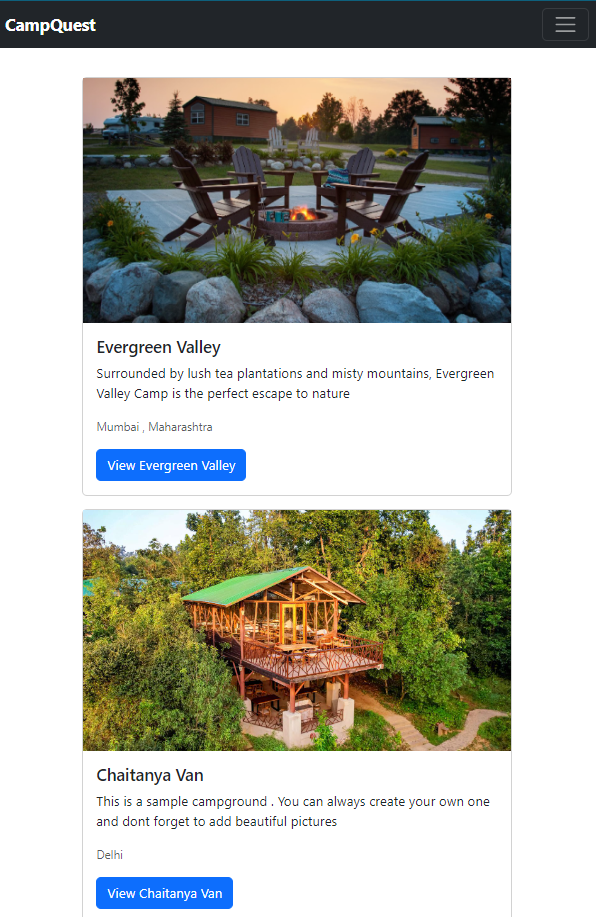 CampQuest
Evergreen Valley
Surrounded by lush tea plantations and misty mountains, Evergreen
Valley Camp is the perfect escape to nature
Mumbai , Maharashtra
View Evergreen Valley
Chaitanya Van
This is a sample campground . You can always create your own one
and dont forget to add beautiful pictures
Delhi
View Chaitanya Van